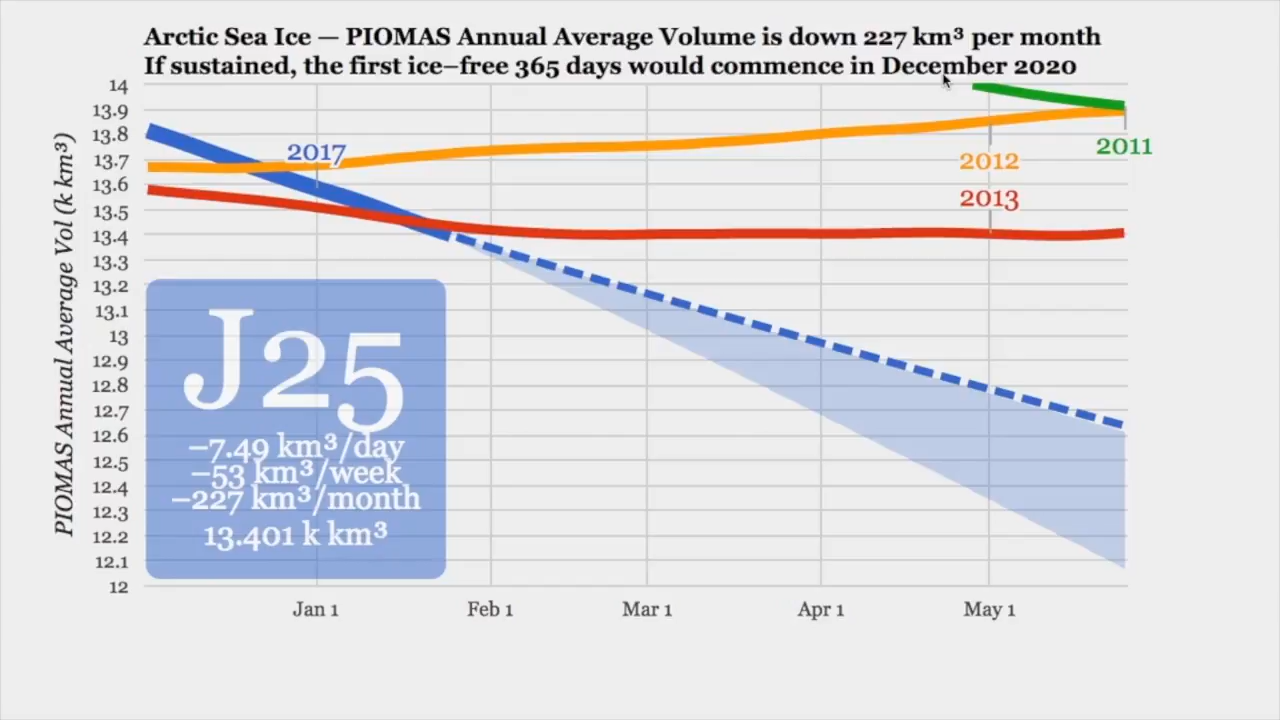 Arctic Sea Ice — PIOMAS Annual Average Volume is down 227 km³ per month
If sustained, the first ice–free 365 days would commence in December 2020
PIOMAS Annual Average Vol (k km³)
14
13.9
13.8
13.7
13.6
13.5
13.4
13.3
13.2
13.1
13
12.9
12.8
12.7
12.6
12.5
12.4
12.3
12.2
12.1
12
2017
2012
2011
2013
J25
–7.49 km³/day
–53 km³/week
–227 km³/month
13.401 k km³
Jan 1
Feb 1
Mar 1
Apr 1
May 1